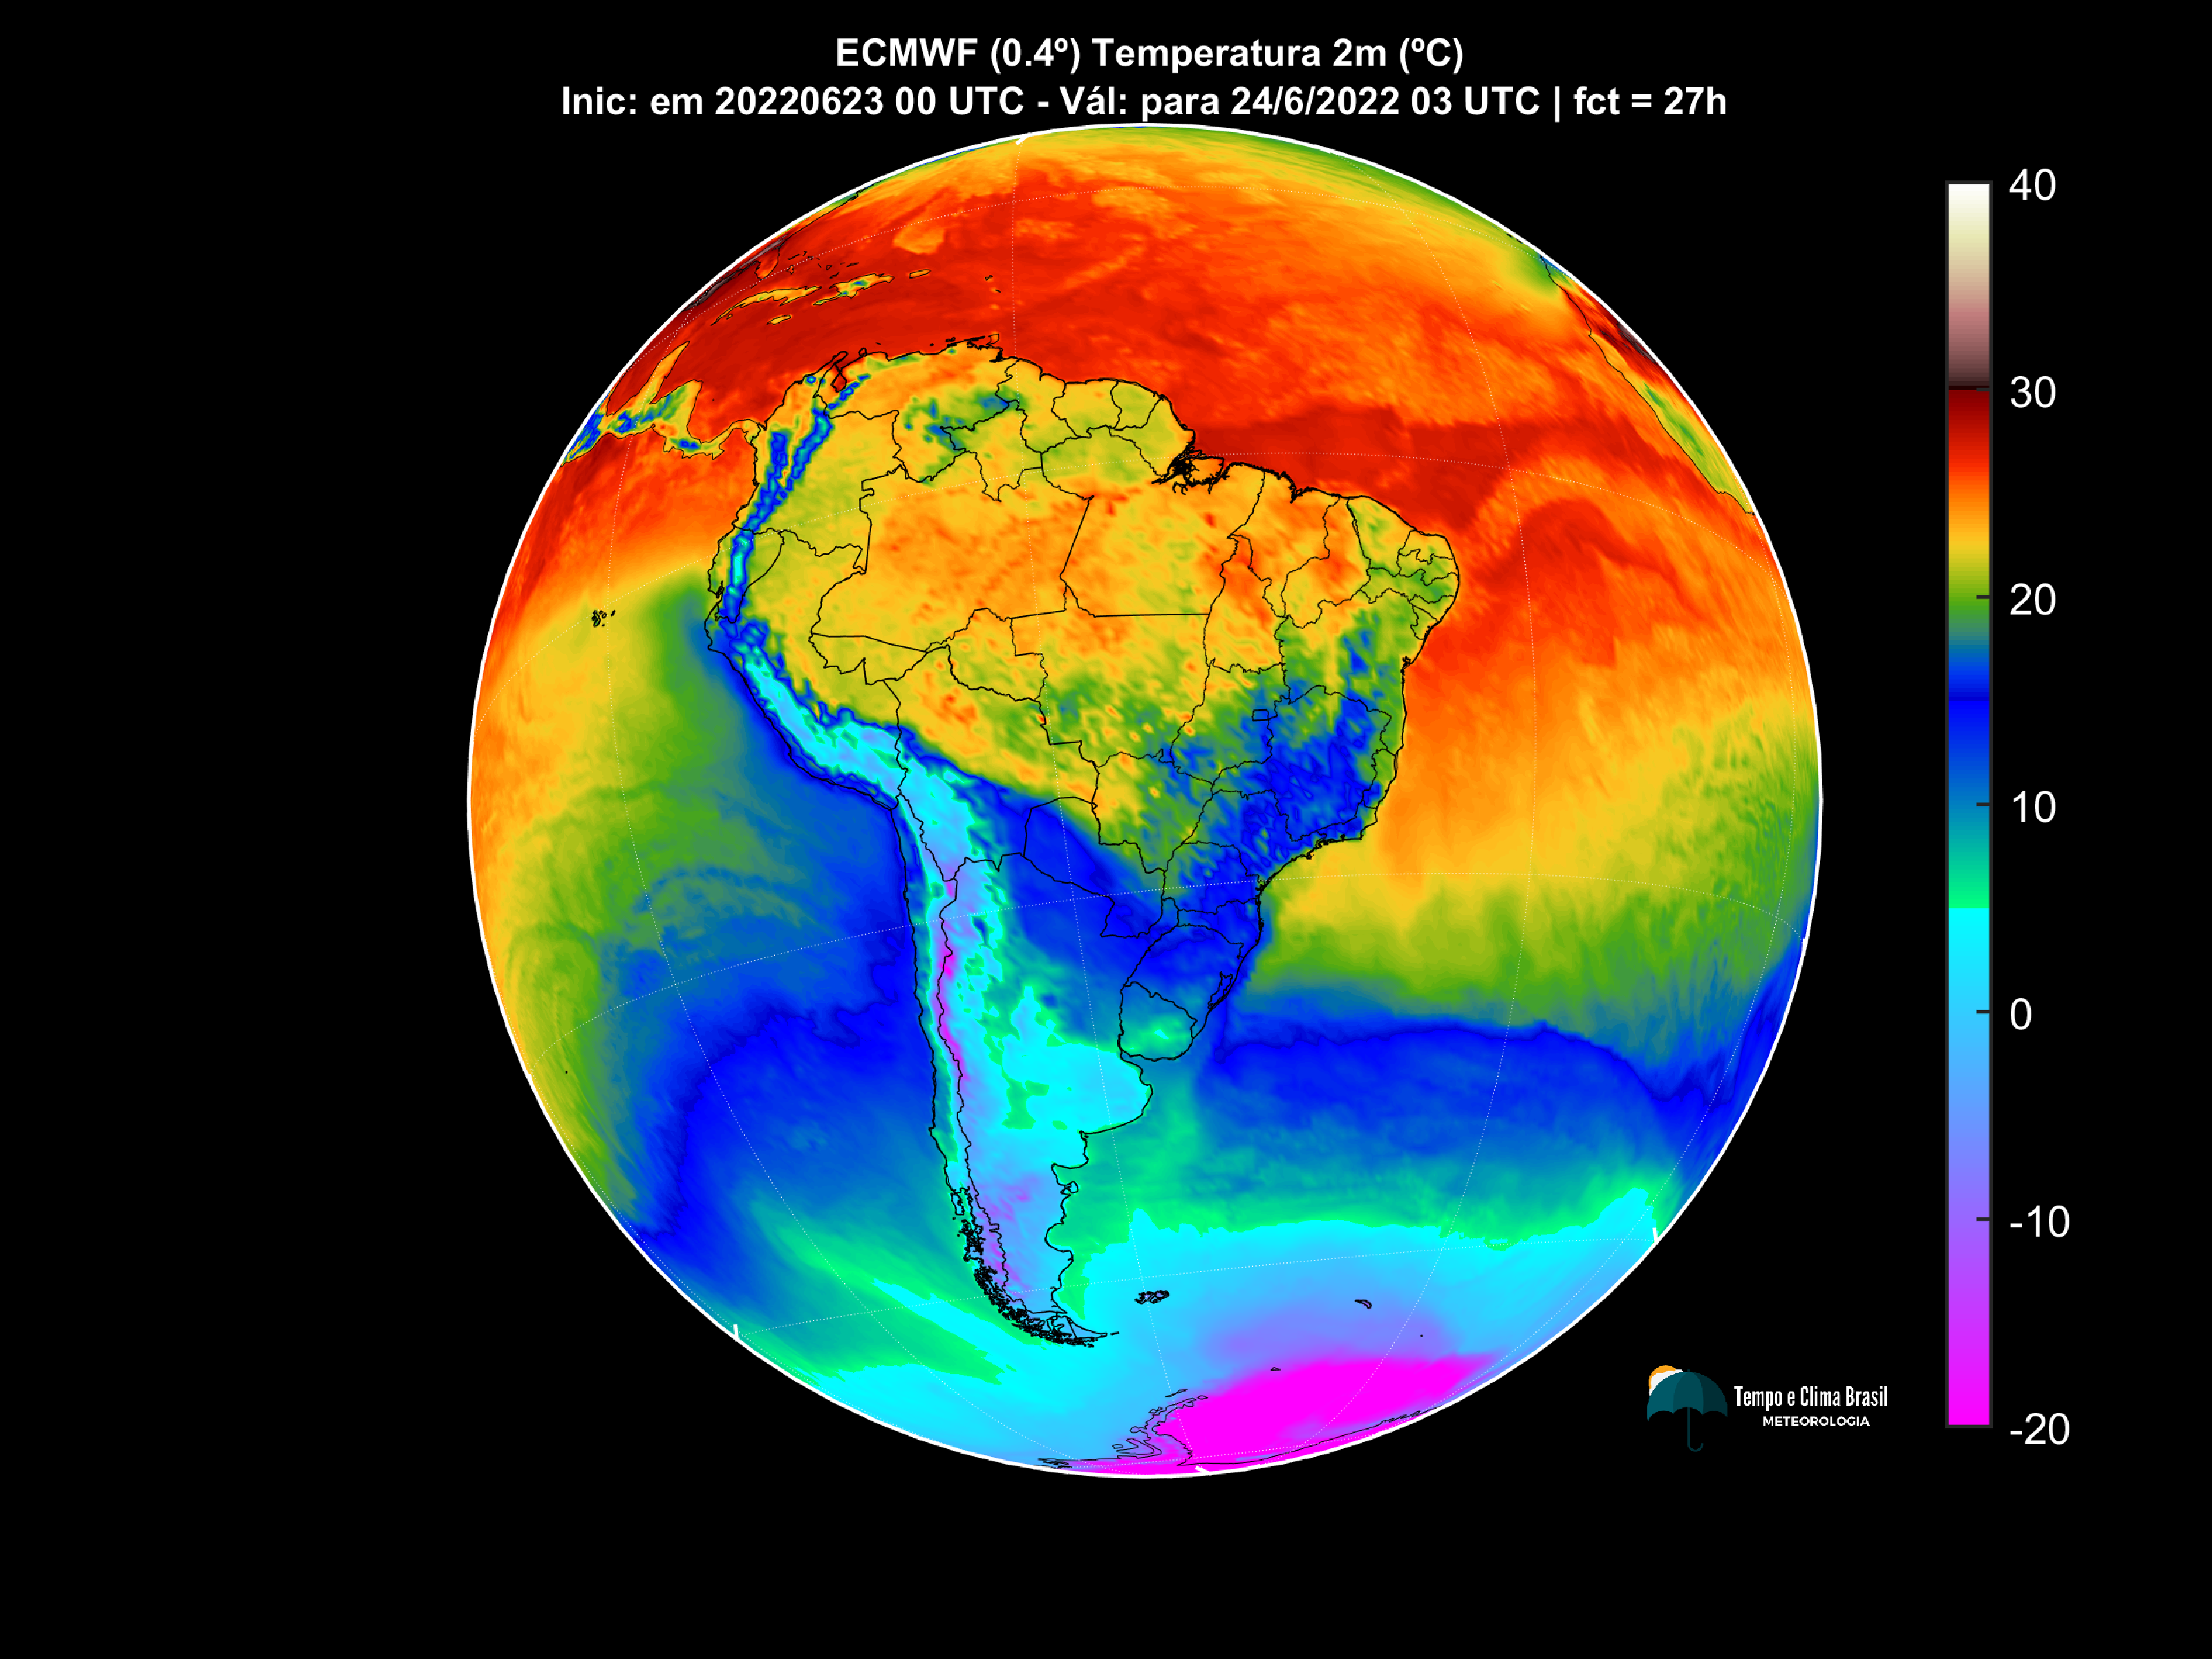 ECMWF (0.4º) Temperatura 2m (ºC)
Inic: em 20220623 00 UTC - Vál: para 24/6/2022 03 UTC | fct = 27h
40
30
20
10
0
-10
-20
Tempo e Clima Brasil
METEOROLOGIA